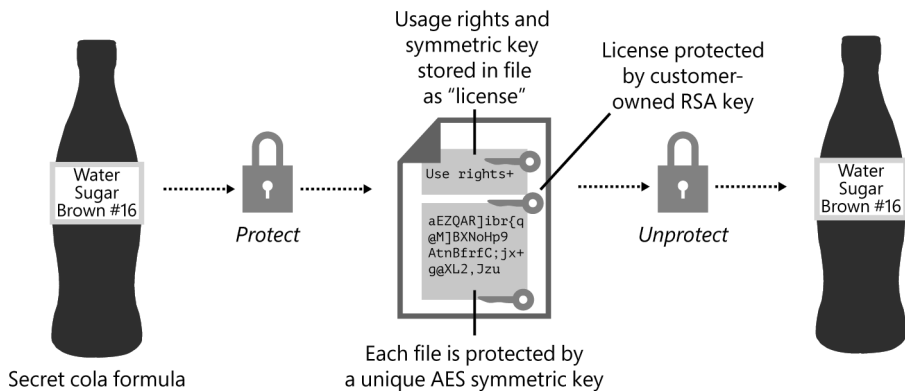 Usage rights and
symmetric key
stored in file
as “license”
License protected
by customer-
owned RSA key
Water
Sugar
Brown #16
Protect
Use rights+
aEZQAR]ibr{q
@M]BXNoHp9
AtnBfrfC;jx+
g@XL2,Jzu
Unprotect
Water
Sugar
Brown #16
Secret cola formula
Each file is protected by
a unique AES symmetric key